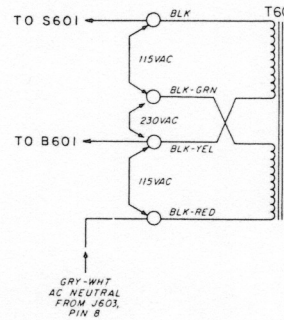 BLK
T60
TO S601
115VAC
BLK-GRN
230VAC
TO B601
BLK-YEL
115VAC
BLK-RED
GRY-WHT
AC NEUTRAL
FROM J603,
PIN 8